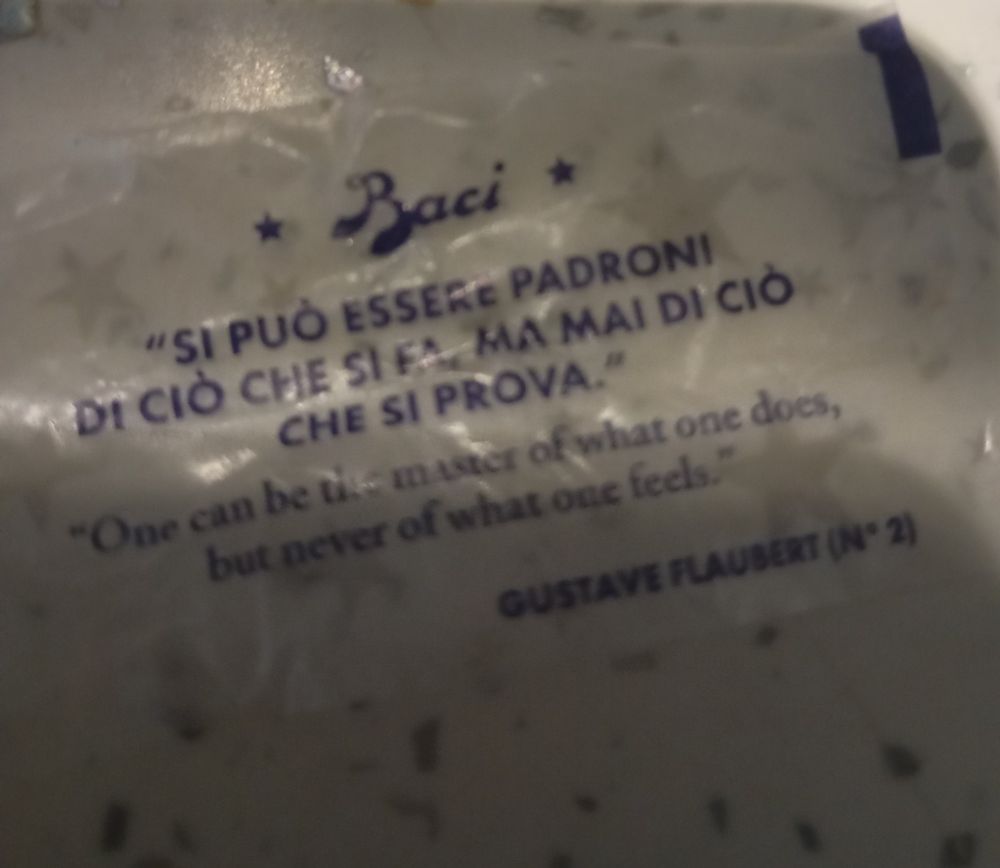 Baci
"SI PUÒ ESSERE PADRONI
DI CIÒ CHE SI FA, MA MAI DI CIÒ
CHE SI PROVA."
"One can be the master of what one does,
but never of what one feels."
GUSTAVE FLAUBERT (N° 2)